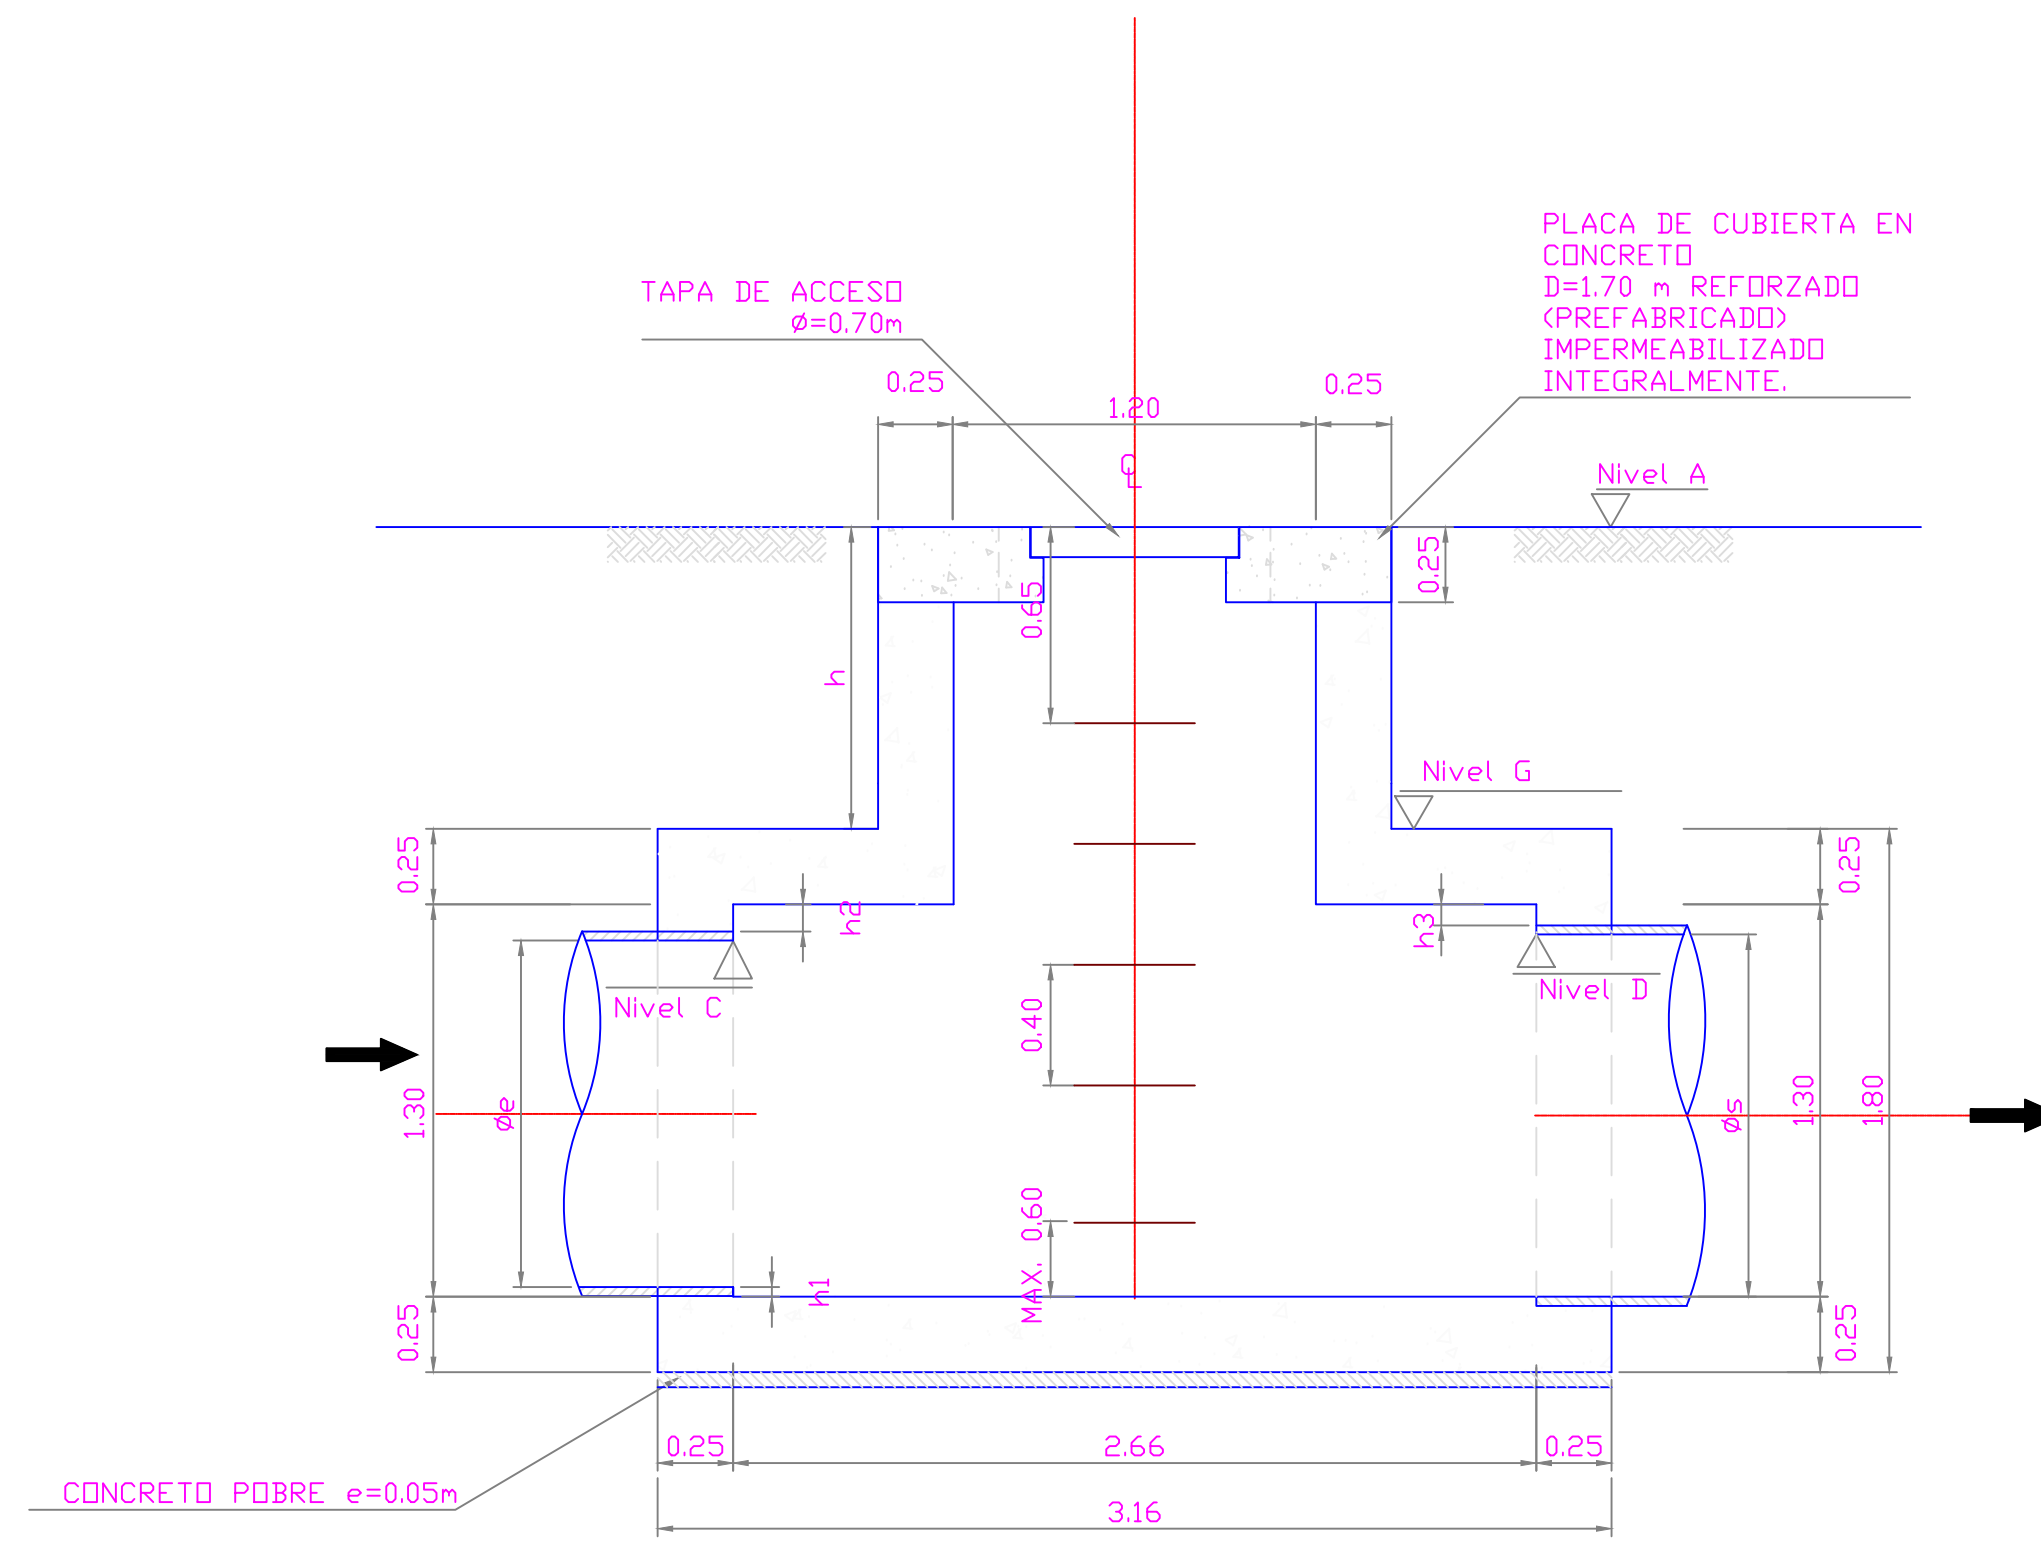 PLACA DE CUBIERTA EN
CONCRETO
D=1.70 m REFORZADO
(PREFABRICADO)
IMPERMEABILIZADO
INTEGRALMENTE.
TAPA DE ACCESO
ø=0.70m
0.25
1.20
0.25
℄
Nivel A
0.25
0.65
h
Nivel G
0.25
h2
h3
0.25
Nivel C
Nivel D
0.40
1.30
øe
øs
1.30
1.80
MAX. 0.60
h1
0.25
0.25
0.25
2.66
0.25
CONCRETO POBRE e=0.05m
3.16